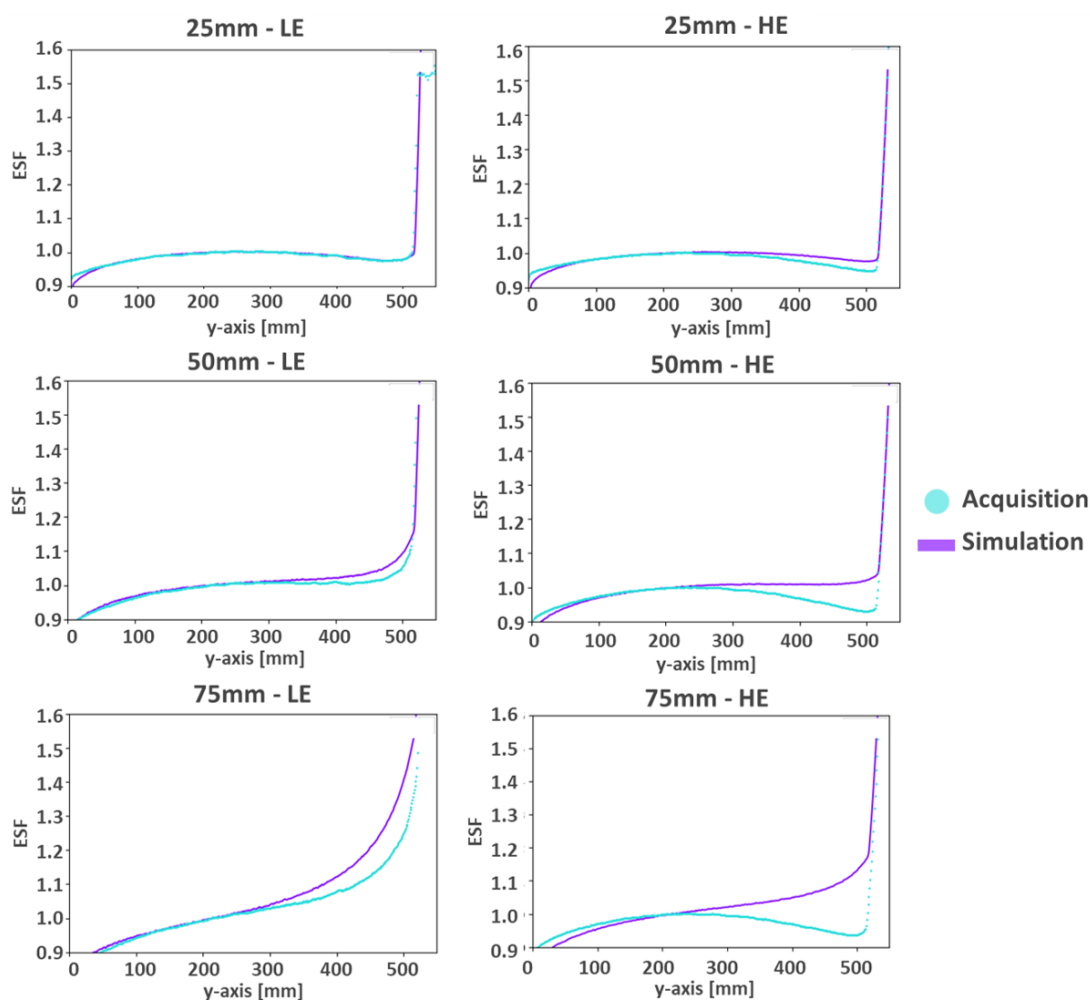 25mm - LE
1.6
1.5
1.4
1.3
1.2
1.1
1.0
0.9
ESF
0 100 200 300 400 500
y-axis [mm]
25mm - HE
1.6
1.5
1.4
1.3
1.2
1.1
1.0
0.9
ESF
0 100 200 300 400 500
y-axis [mm]
50mm - LE
1.6
1.5
1.4
1.3
1.2
1.1
1.0
0.9
ESF
0 100 200 300 400 500
y-axis [mm]
50mm - HE
1.6
1.5
1.4
1.3
1.2
1.1
1.0
0.9
ESF
0 100 200 300 400 500
y-axis [mm]
Acquisition
Simulation
75mm - LE
1.6
1.5
1.4
1.3
1.2
1.1
1.0
0.9
ESF
0 100 200 300 400 500
y-axis [mm]
75mm - HE
1.6
1.5
1.4
1.3
1.2
1.1
1.0
0.9
ESF
0 100 200 300 400 500
y-axis [mm]